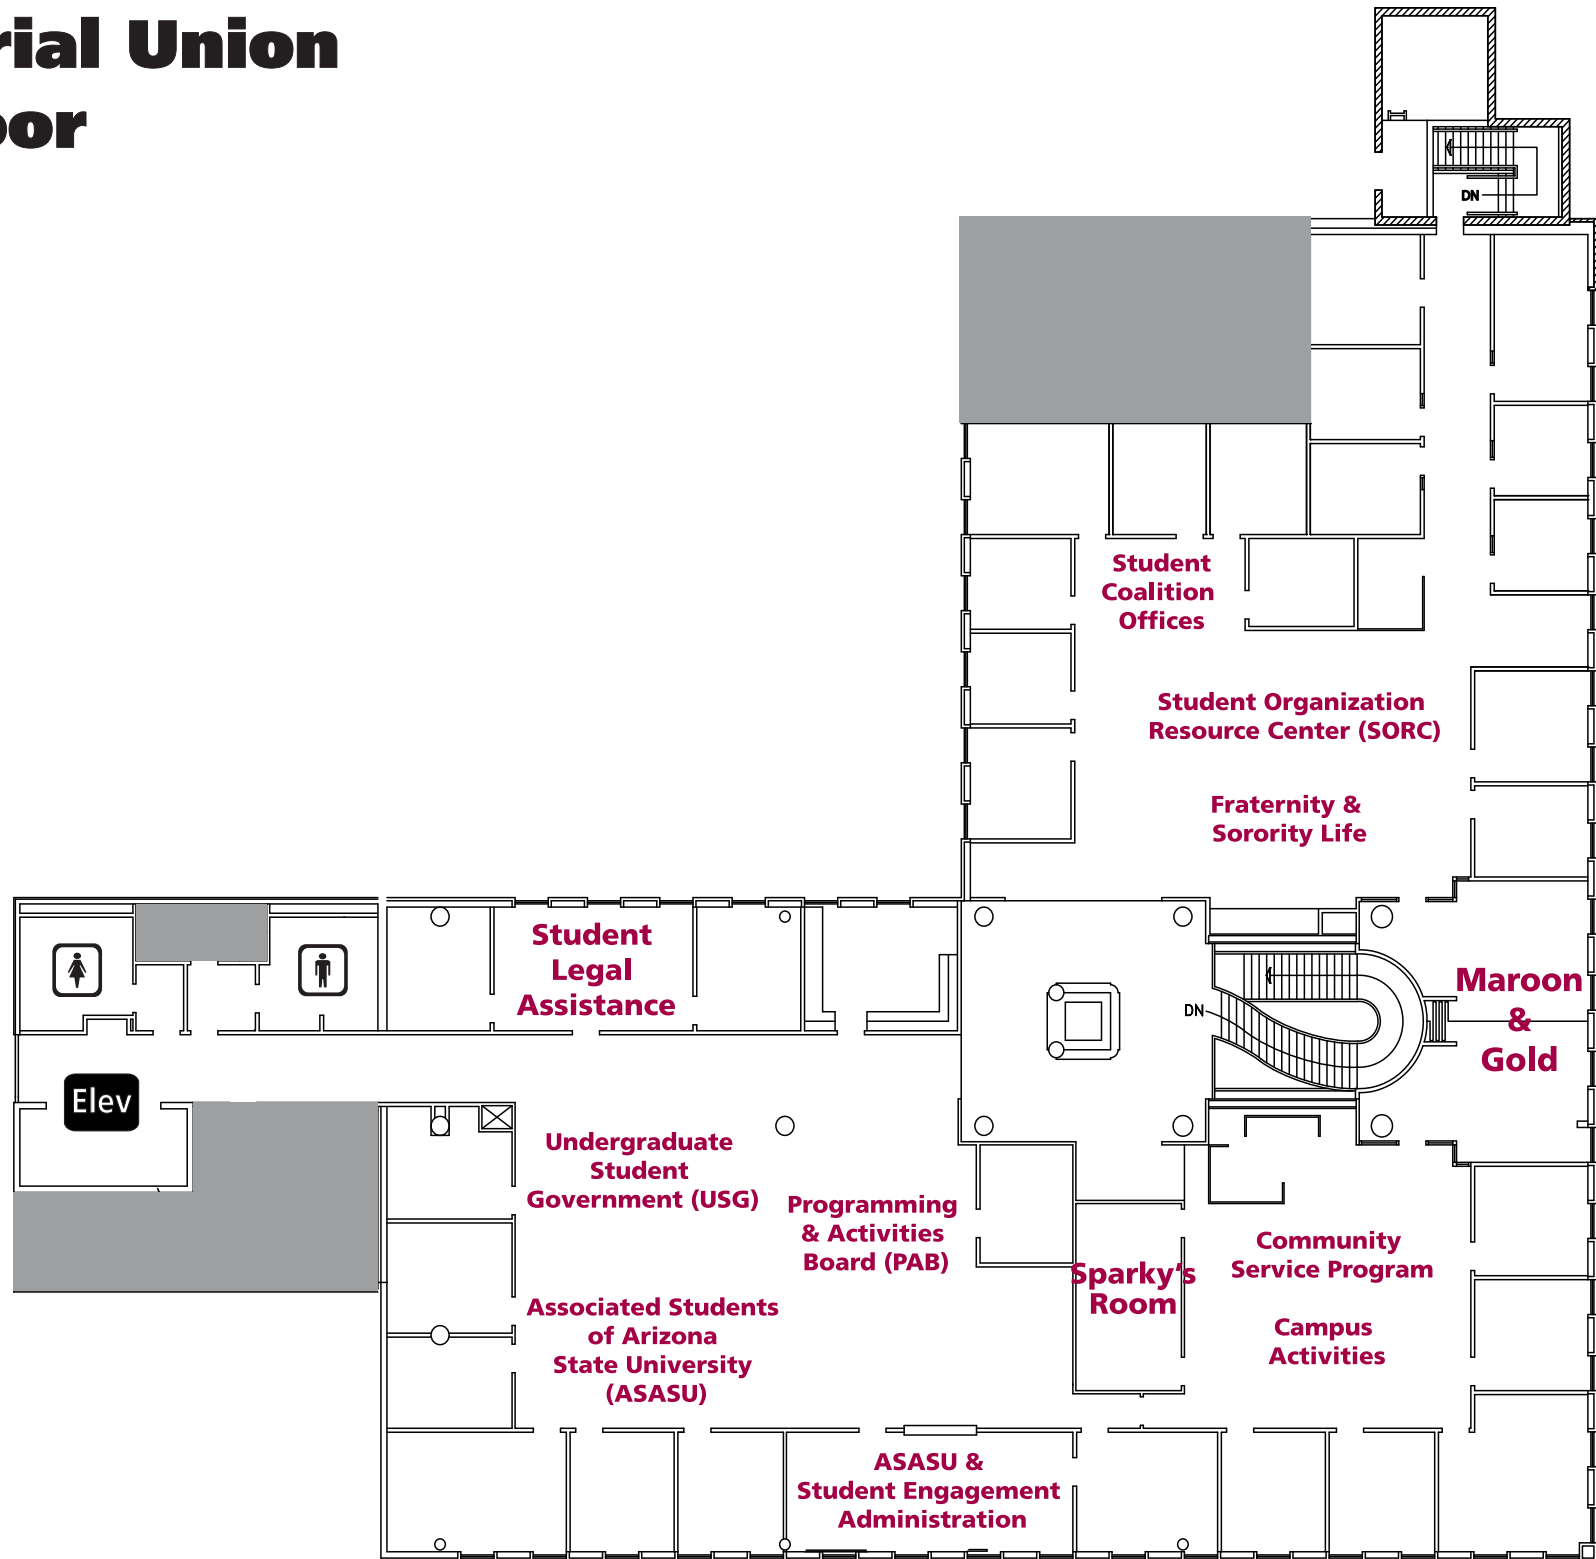 rial Union
oor
DN
Student
Coalition
Offices
Student Organization
Resource Center (SORC)
Fraternity &
Sorority Life
Student
Legal
Assistance
Maroon
&
Gold
DN
Elev
Undergraduate
Student
Government (USG)
Programming
& Activities
Board (PAB)
Community
Service Program
Sparky's
Room
Associated Students
of Arizona
State University
(ASASU)
Campus
Activities
ASASU &
Student Engagement
Administration